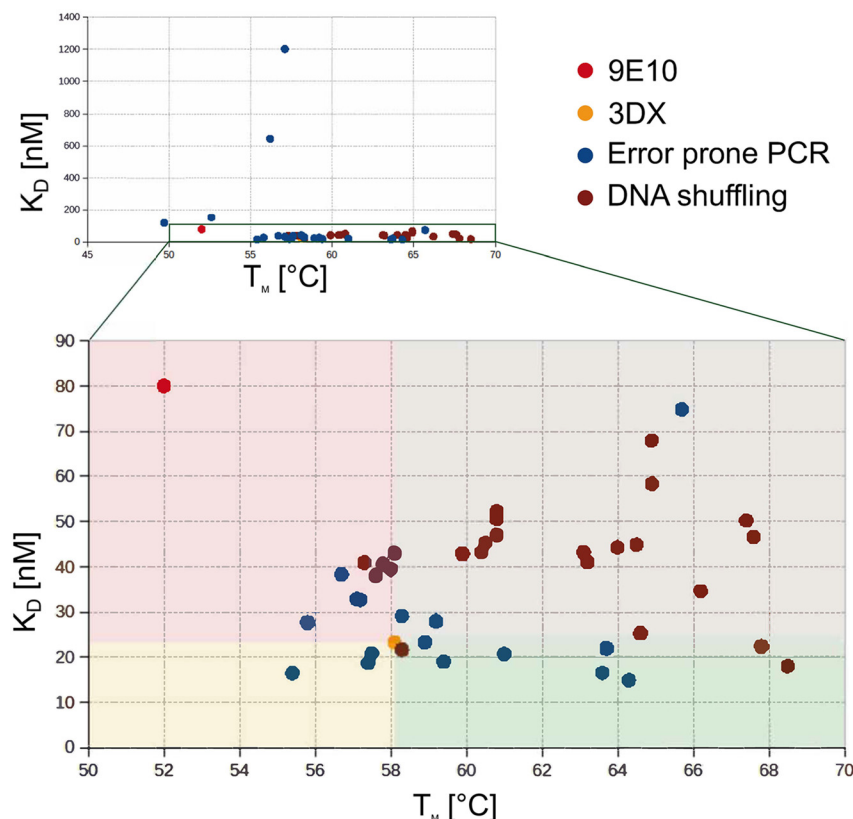 1400
1200
1000
800
600
400
200
0
K_D [nM]
45 50 55 60 65 70
T_M [°C]
9E10
3DX
Error prone PCR
DNA shuffling
90
80
70
60
50
40
30
20
10
0
K_D [nM]
50 52 54 56 58 60 62 64 66 68 70
T_M [°C]